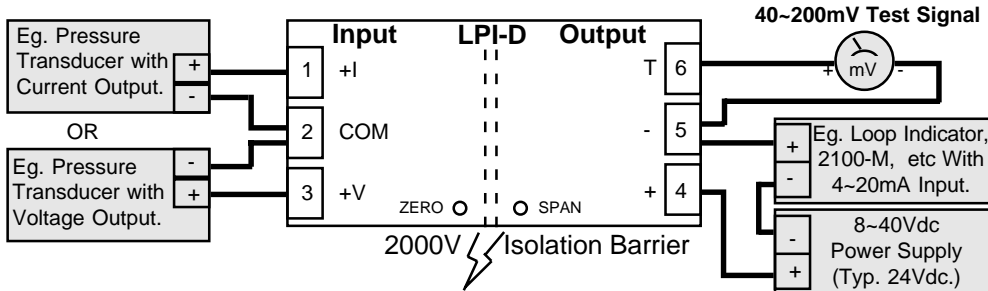 40~200mV Test Signal
Eg. Pressure
Transducer with
Current Output.
+
-
OR
Eg. Pressure
Transducer with
Voltage Output.
-
+
Input LPI-D Output
1 +I
2 COM
3 +V
T 6
- 5
+ 4
ZERO SPAN
2000V Isolation Barrier
+ mV -
+
-
Eg. Loop Indicator,
2100-M, etc With
4~20mA Input.
-
+
8~40Vdc
Power Supply
(Typ. 24Vdc.)